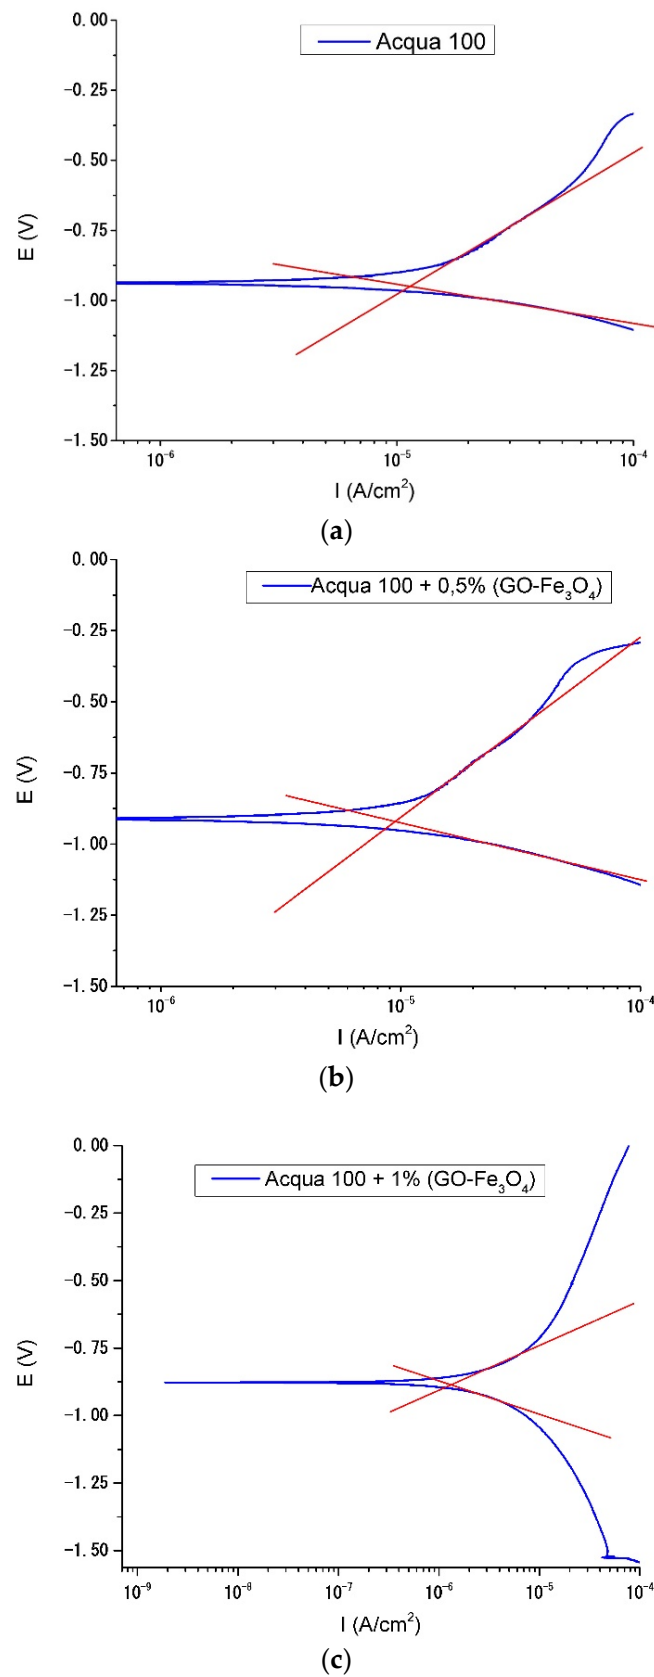 0.00
Acqua 100
-0.25
-0.50
E (V)
-0.75
-1.00
-1.25
-1.50
10⁻⁶
10⁻⁵
10⁻⁴
I (A/cm²)
(a)
0.00
Acqua 100 + 0,5% (GO-Fe₃O₄)
-0.25
-0.50
E (V)
-0.75
-1.00
-1.25
-1.50
10⁻⁶
10⁻⁵
10⁻⁴
I (A/cm²)
(b)
0.00
Acqua 100 + 1% (GO-Fe₃O₄)
-0.25
-0.50
E (V)
-0.75
-1.00
-1.25
-1.50
10⁻⁹
10⁻⁸
10⁻⁷
10⁻⁶
10⁻⁵
10⁻⁴
I (A/cm²)
(c)